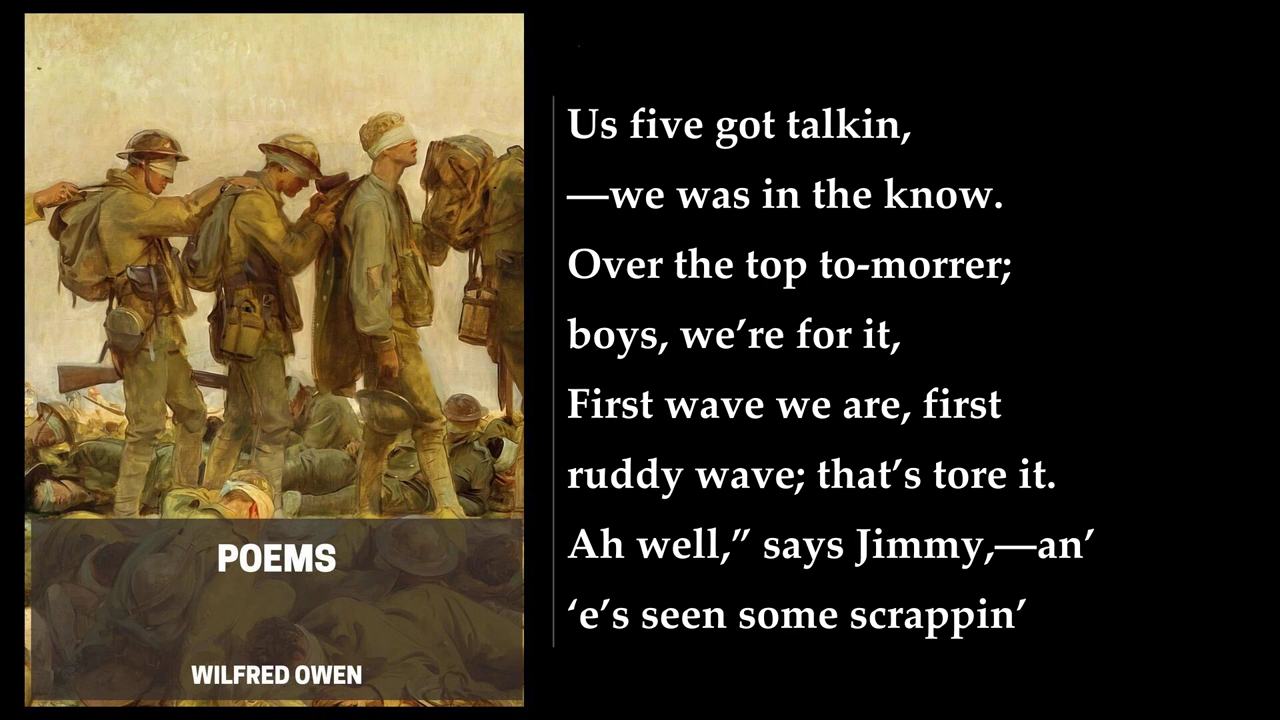 POEMS
WILFRED OWEN
Us five got talkin,
—we was in the know.
Over the top to-morrer;
boys, we’re for it,
First wave we are, first
ruddy wave; that’s tore it.
Ah well,” says Jimmy,—an’
‘e’s seen some scrappin’